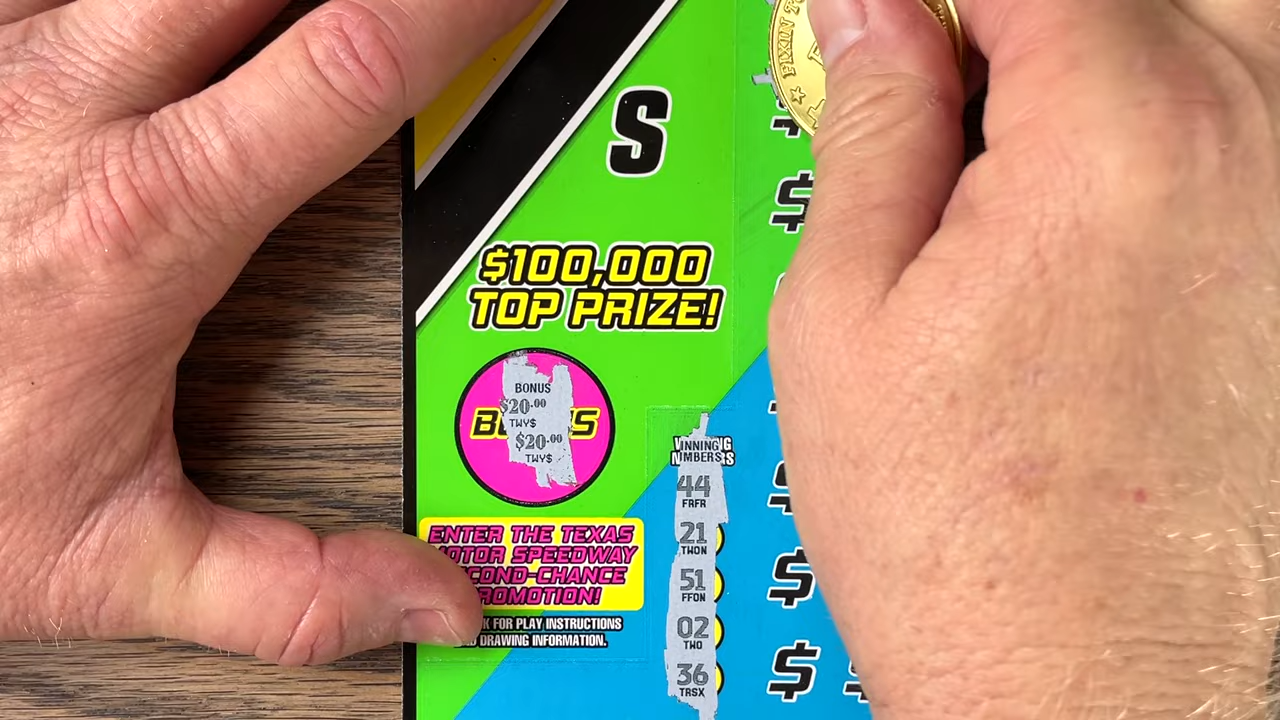 FIXIN
S
$
$
$100,000
TOP PRIZE!
BONUS
$20.00
TWY$
$20.00
TWY$
WINNING
NUMBERS
44
FRFR
21
TWON
51
FFON
02
TWO
36
TRSX
ENTER THE TEXAS
MOTOR SPEEDWAY
SECOND-CHANCE
PROMOTION!
FOR PLAY INSTRUCTIONS
DRAWING INFORMATION.
$
$
$